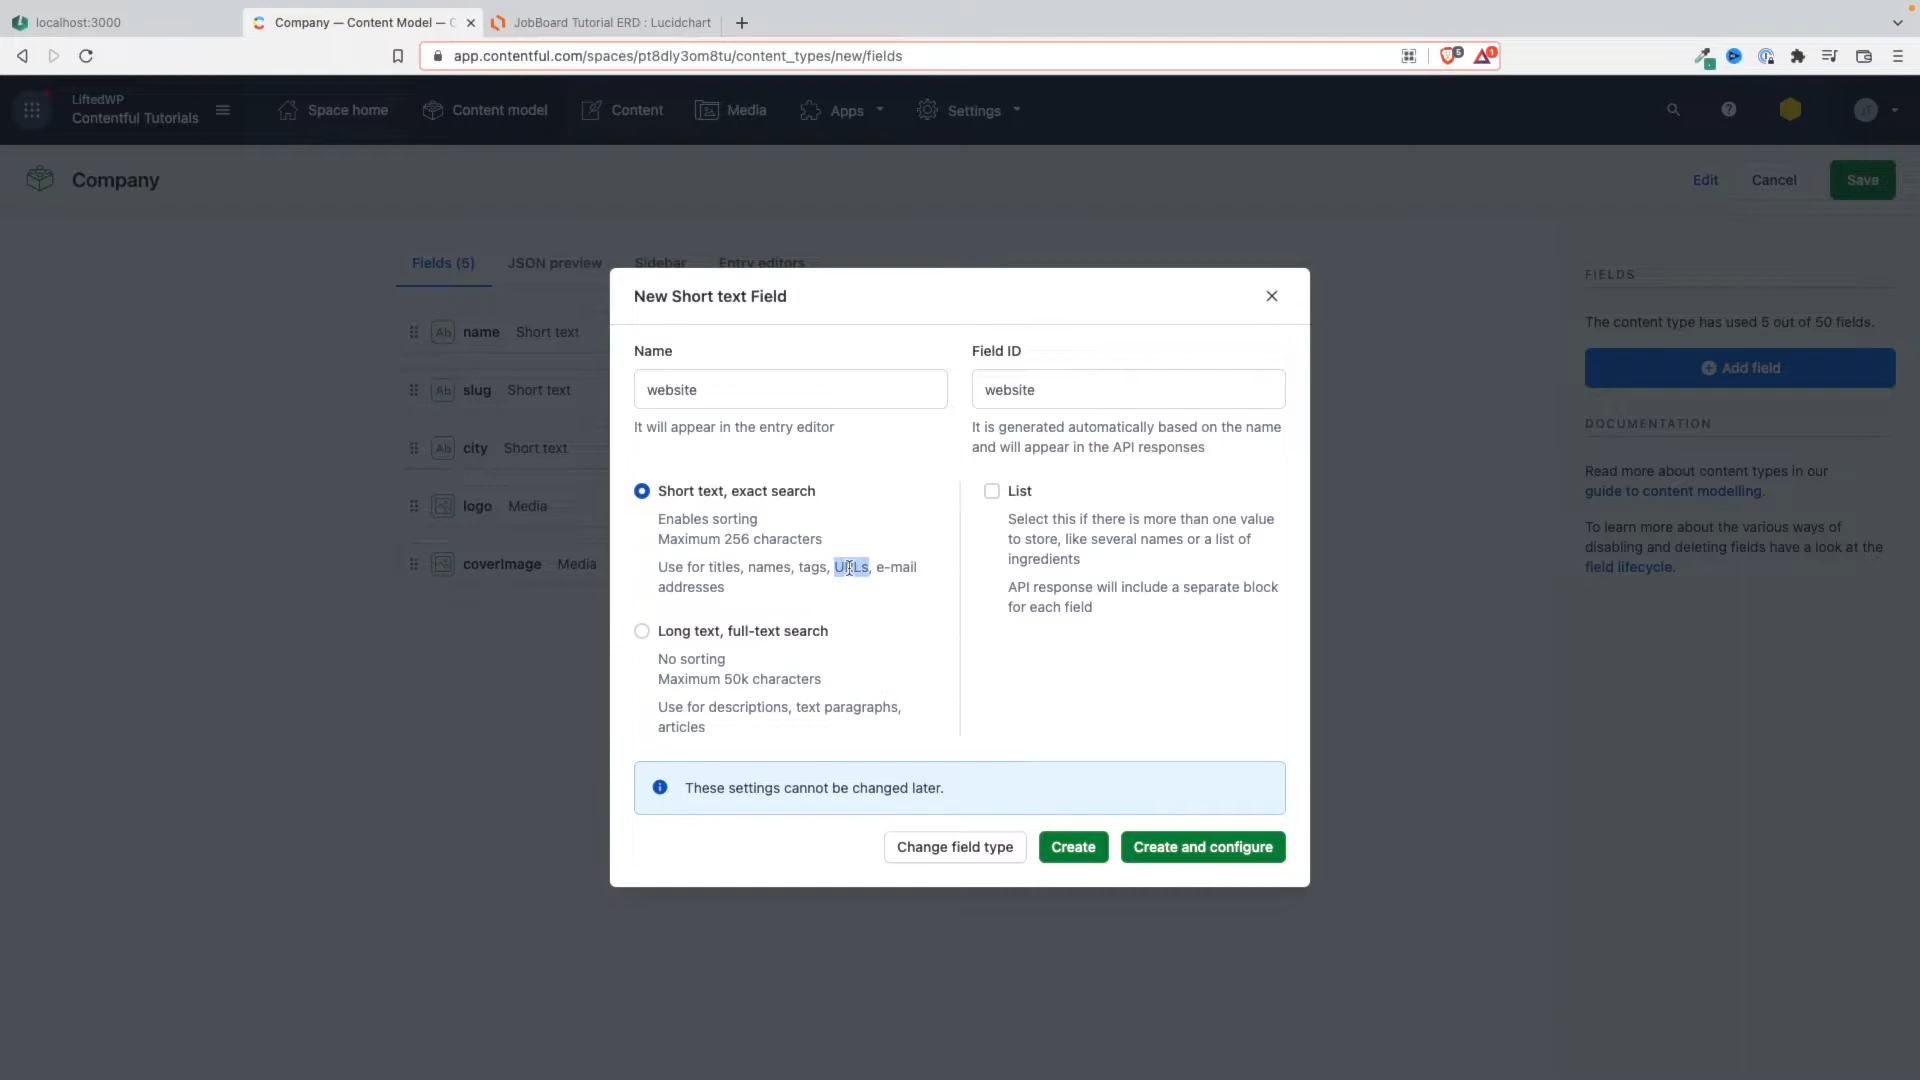 localhost:3000
Company — Content Model — C
JobBoard Tutorial ERD : Lucidchart
app.contentful.com/spaces/pt8dly3om8tu/content_types/new/fields
5
1
LiftedWP
Contentful Tutorials
Space home
Content model
Content
Media
Apps
Settings
Company
Edit
Cancel
Save
Fields (5)
JSON preview
Sidebar
Entry editors
Ab name Short text
Ab slug Short text
Ab city Short text
logo Media
coverImage Media
FIELDS
The content type has used 5 out of 50 fields.
Add field
DOCUMENTATION
Read more about content types in our
guide to content modelling.
To learn more about the various ways of
disabling and deleting fields have a look at the
field lifecycle.
New Short text Field
Name
website
It will appear in the entry editor
Field ID
website
It is generated automatically based on the name
and will appear in the API responses
Short text, exact search
Enables sorting
Maximum 256 characters
Use for titles, names, tags, URLs, e-mail
addresses
Long text, full-text search
No sorting
Maximum 50k characters
Use for descriptions, text paragraphs,
articles
List
Select this if there is more than one value
to store, like several names or a list of
ingredients
API response will include a separate block
for each field
These settings cannot be changed later.
Change field type
Create
Create and configure